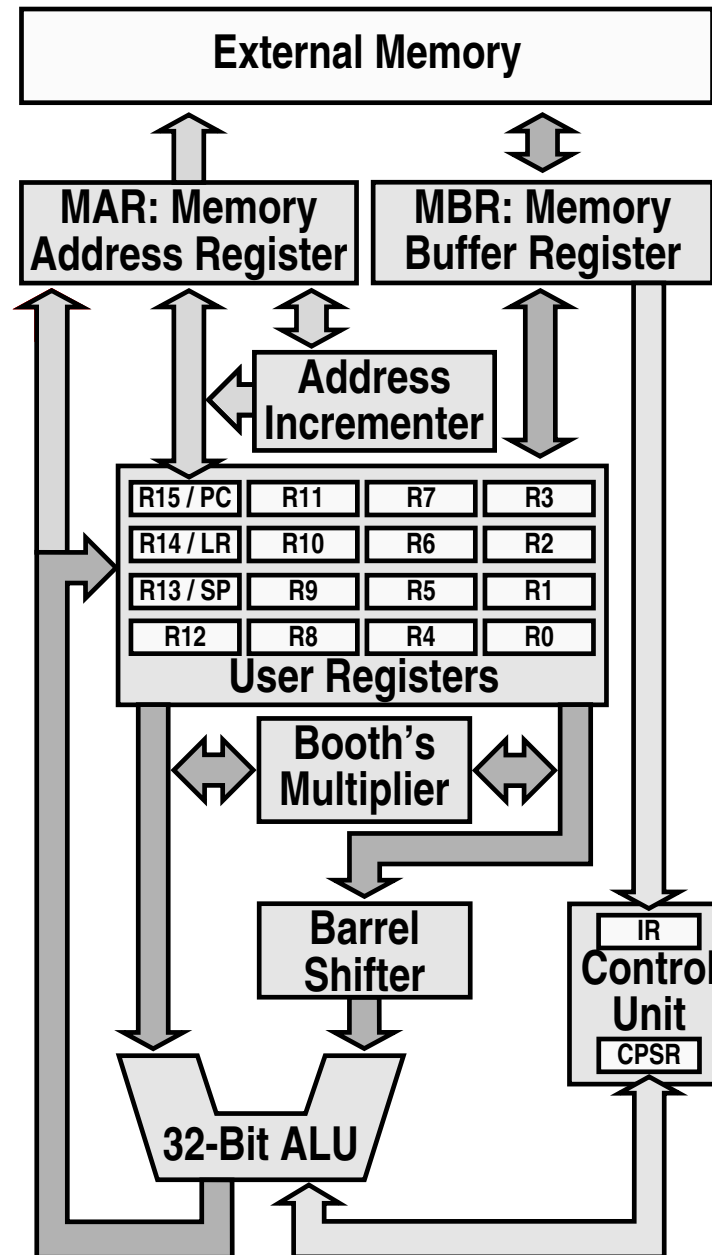 External Memory
MAR: Memory
Address Register
MBR: Memory
Buffer Register
Address
Incrementer
R15 / PC R11 R7 R3
R14 / LR R10 R6 R2
R13 / SP R9 R5 R1
R12 R8 R4 R0
User Registers
Booth's
Multiplier
Barrel
Shifter
IR
Control
Unit
CPSR
32-Bit ALU